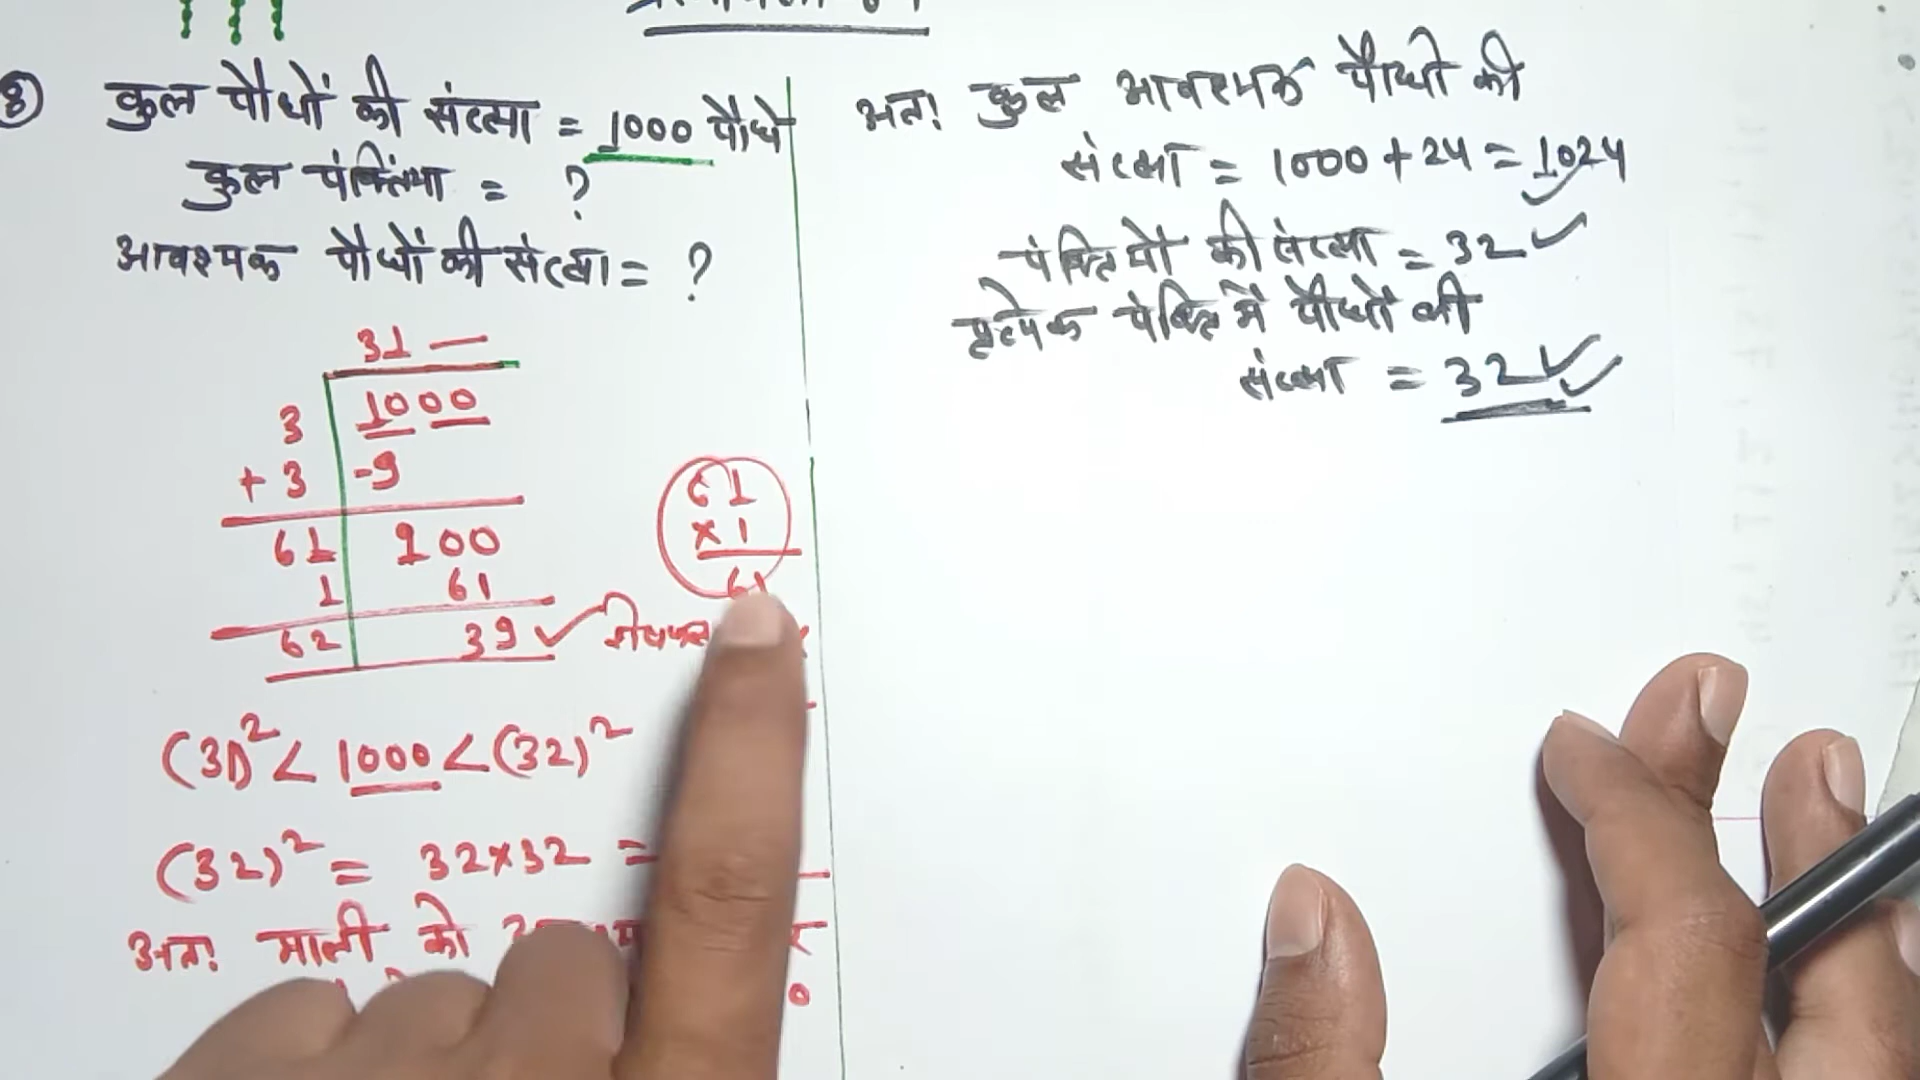 8) कुल पौधों की संख्या = 1000 पौधे
कुल पंक्तियां = ?
आवश्यक पौधों की संख्या = ?
31 —
3 1000
+ 3 -9
61 100
1 61
62 39 ✓
61
× 1
61
(31)² < 1000 < (32)²
(32)² = 32×32 =
अतः माली को
अतः कुल आवश्यक पौधों की
संख्या = 1000 + 24 = 1024
पंक्तियों की संख्या = 32 ✓
प्रत्येक पंक्ति में पौधों की
संख्या = 32 ✓✓